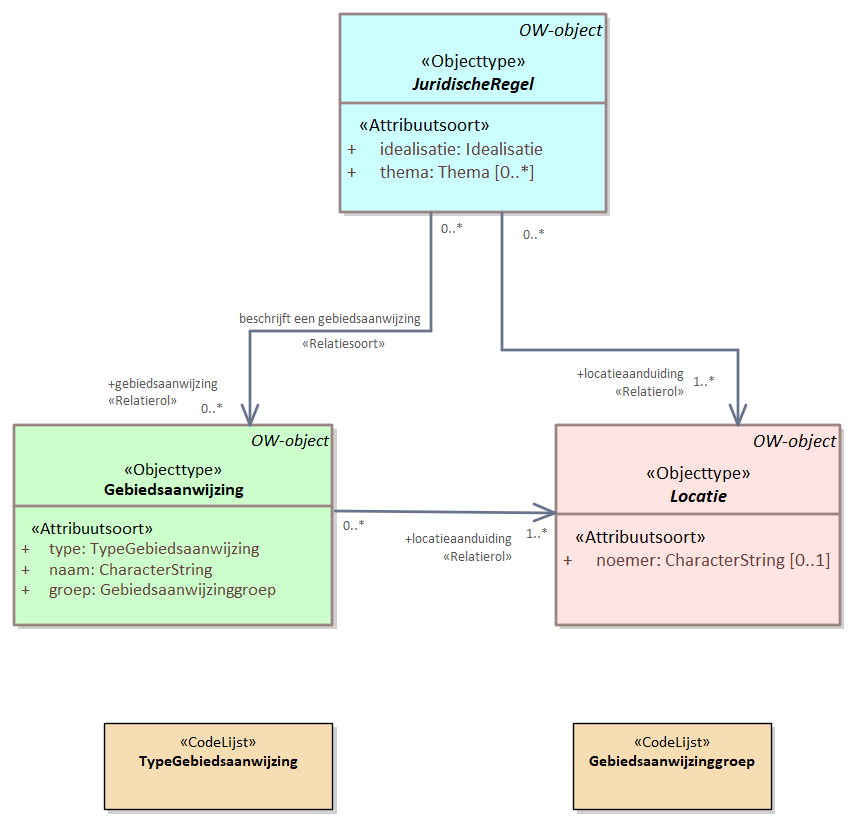 OW-object
«Objecttype»
JuridischeRegel
«Attribuutsoort»
+ idealisatie: Idealisatie
+ thema: Thema [0..*]
0..*
0..*
beschrijft een gebiedsaanwijzing
«Relatiesoort»
+gebiedsaanwijzing
«Relatierol»
0..*
+locatieaanduiding
«Relatierol»
1..*
OW-object
«Objecttype»
Gebiedsaanwijzing
«Attribuutsoort»
+ type: TypeGebiedsaanwijzing
+ naam: CharacterString
+ groep: Gebiedsaanwijzinggroep
0..*
+locatieaanduiding
«Relatierol»
1..*
OW-object
«Objecttype»
Locatie
«Attribuutsoort»
+ noemer: CharacterString [0..1]
«CodeLijst»
TypeGebiedsaanwijzing
«CodeLijst»
Gebiedsaanwijzinggroep